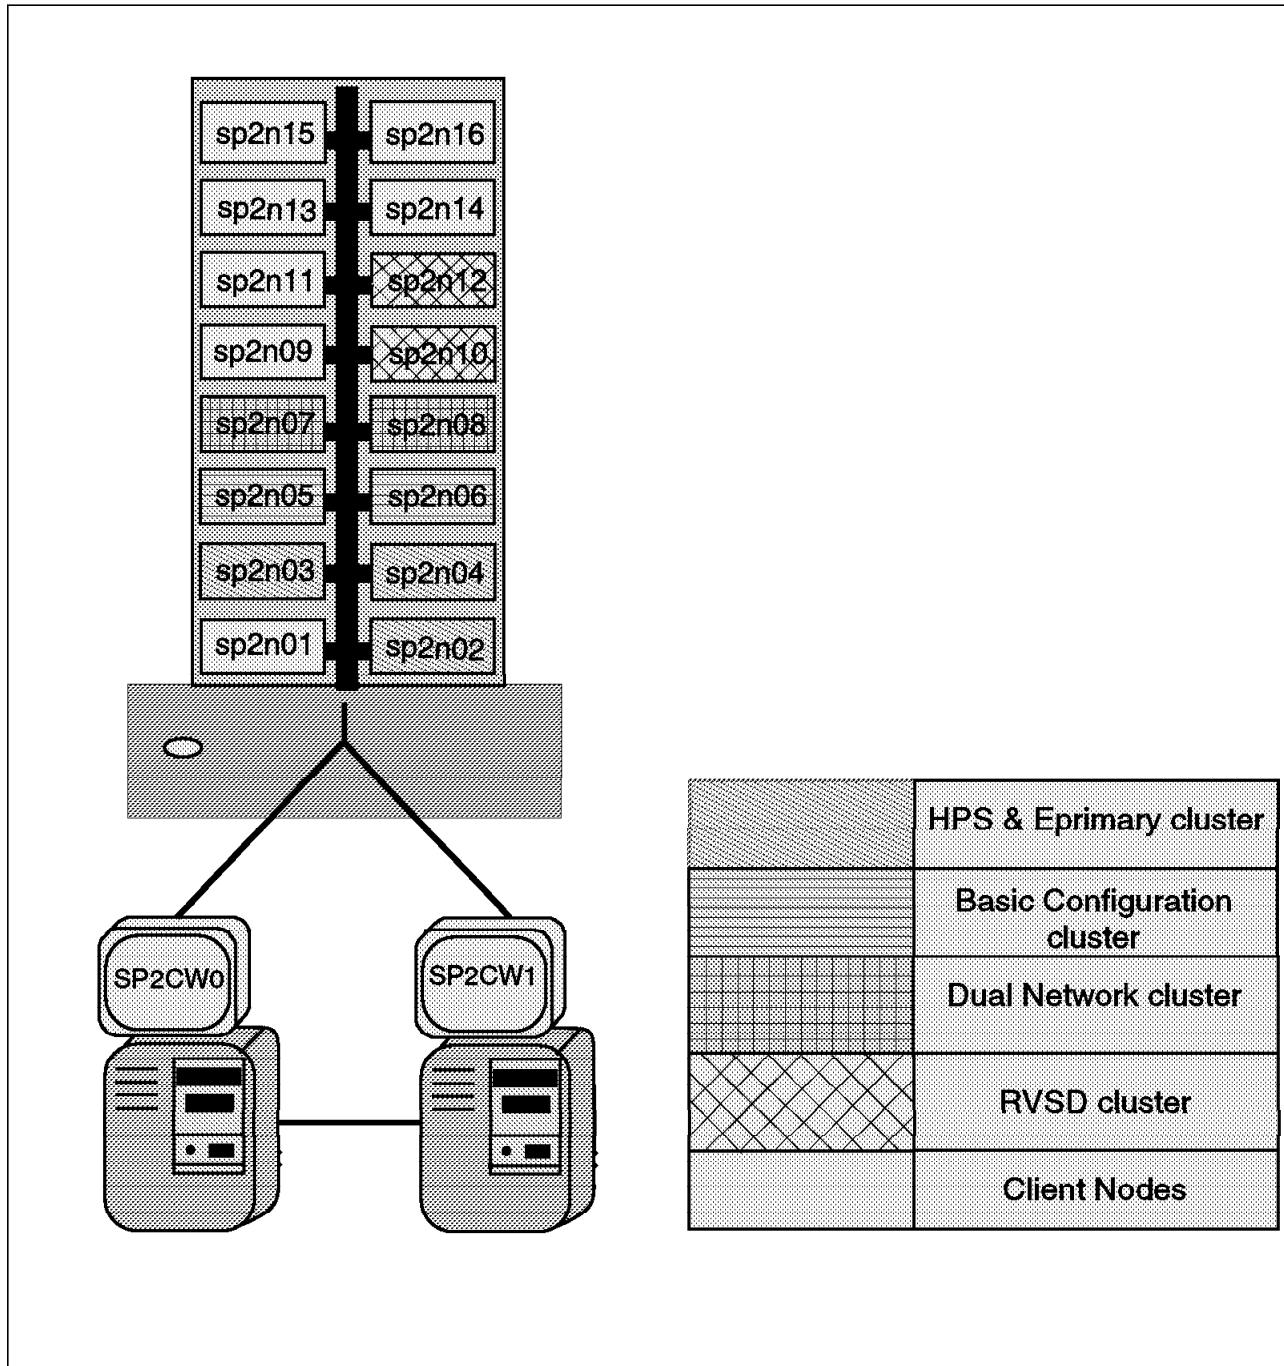 sp2n15 sp2n16
sp2n13 sp2n14
sp2n11 sp2n12
sp2n09 sp2n10
sp2n07 sp2n08
sp2n05 sp2n06
sp2n03 sp2n04
sp2n01 sp2n02
SP2CW0 SP2CW1
HPS & Eprimary cluster
Basic Configuration
cluster
Dual Network cluster
RVSD cluster
Client Nodes